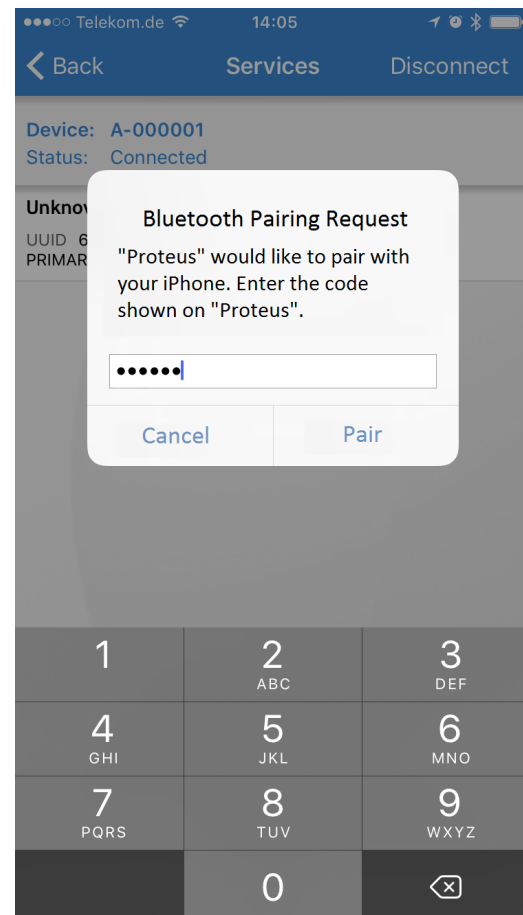 Telekom.de 14:05
Back Services Disconnect
Device: A-000001
Status: Connected
UUID 6
"Proteus" would like to pair with
your iPhone. Enter the code
shown on "Proteus".
Bluetooth Pairing Request
Cancel Pair
1 2 3
ABC DEF
4 5 6
GHI JKL MNO
7 8 9
PQRS TUV WXYZ
0